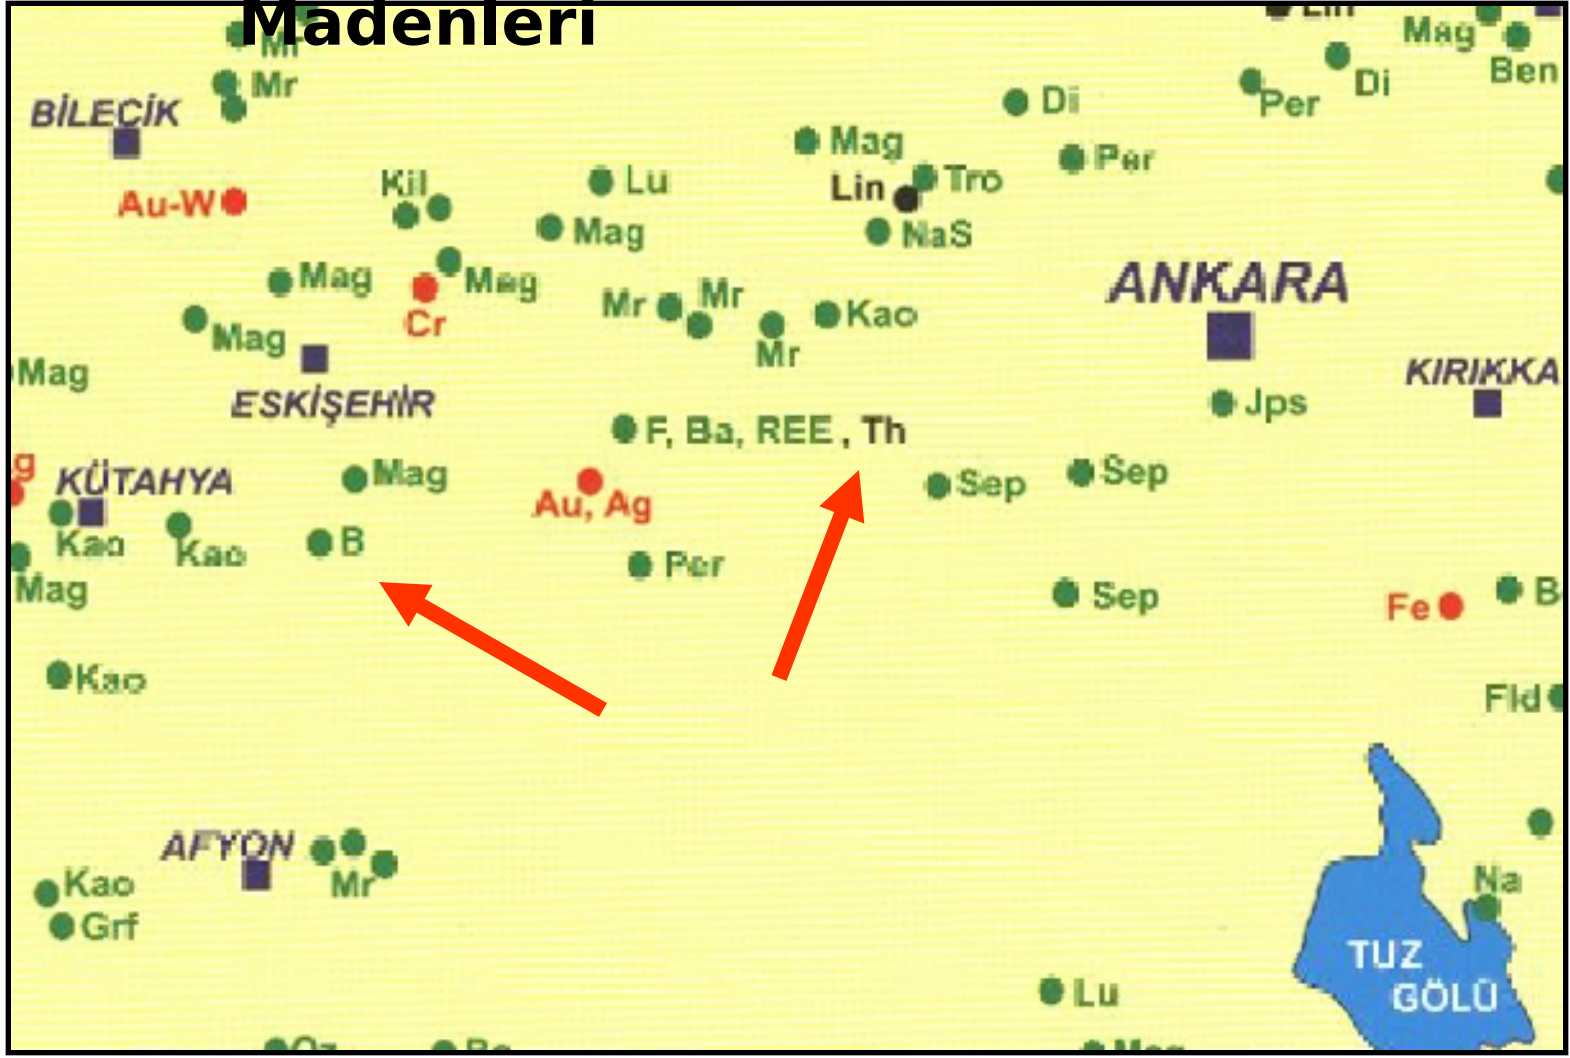 Madenleri
Lin
Mr
Mag
Mr
Di
Ben
BİLECİK
Di
Per
Mag
Per
Kil
Lu
Lin
Tro
Au-W
Mag
NaS
Mag
Mag
Mr
Mr
Kao
ANKARA
Cr
Mag
Mr
Mag
KIRIKKA
ESKİŞEHİR
Jps
F, Ba, REE , Th
g
KÜTAHYA
Mag
Au, Ag
Sep
Sep
Kao
Kao
B
Per
Mag
Sep
Fe
B
Kao
Fld
AFYON
Kao
Mr
Na
Grf
TUZ
GÖLÜ
Lu